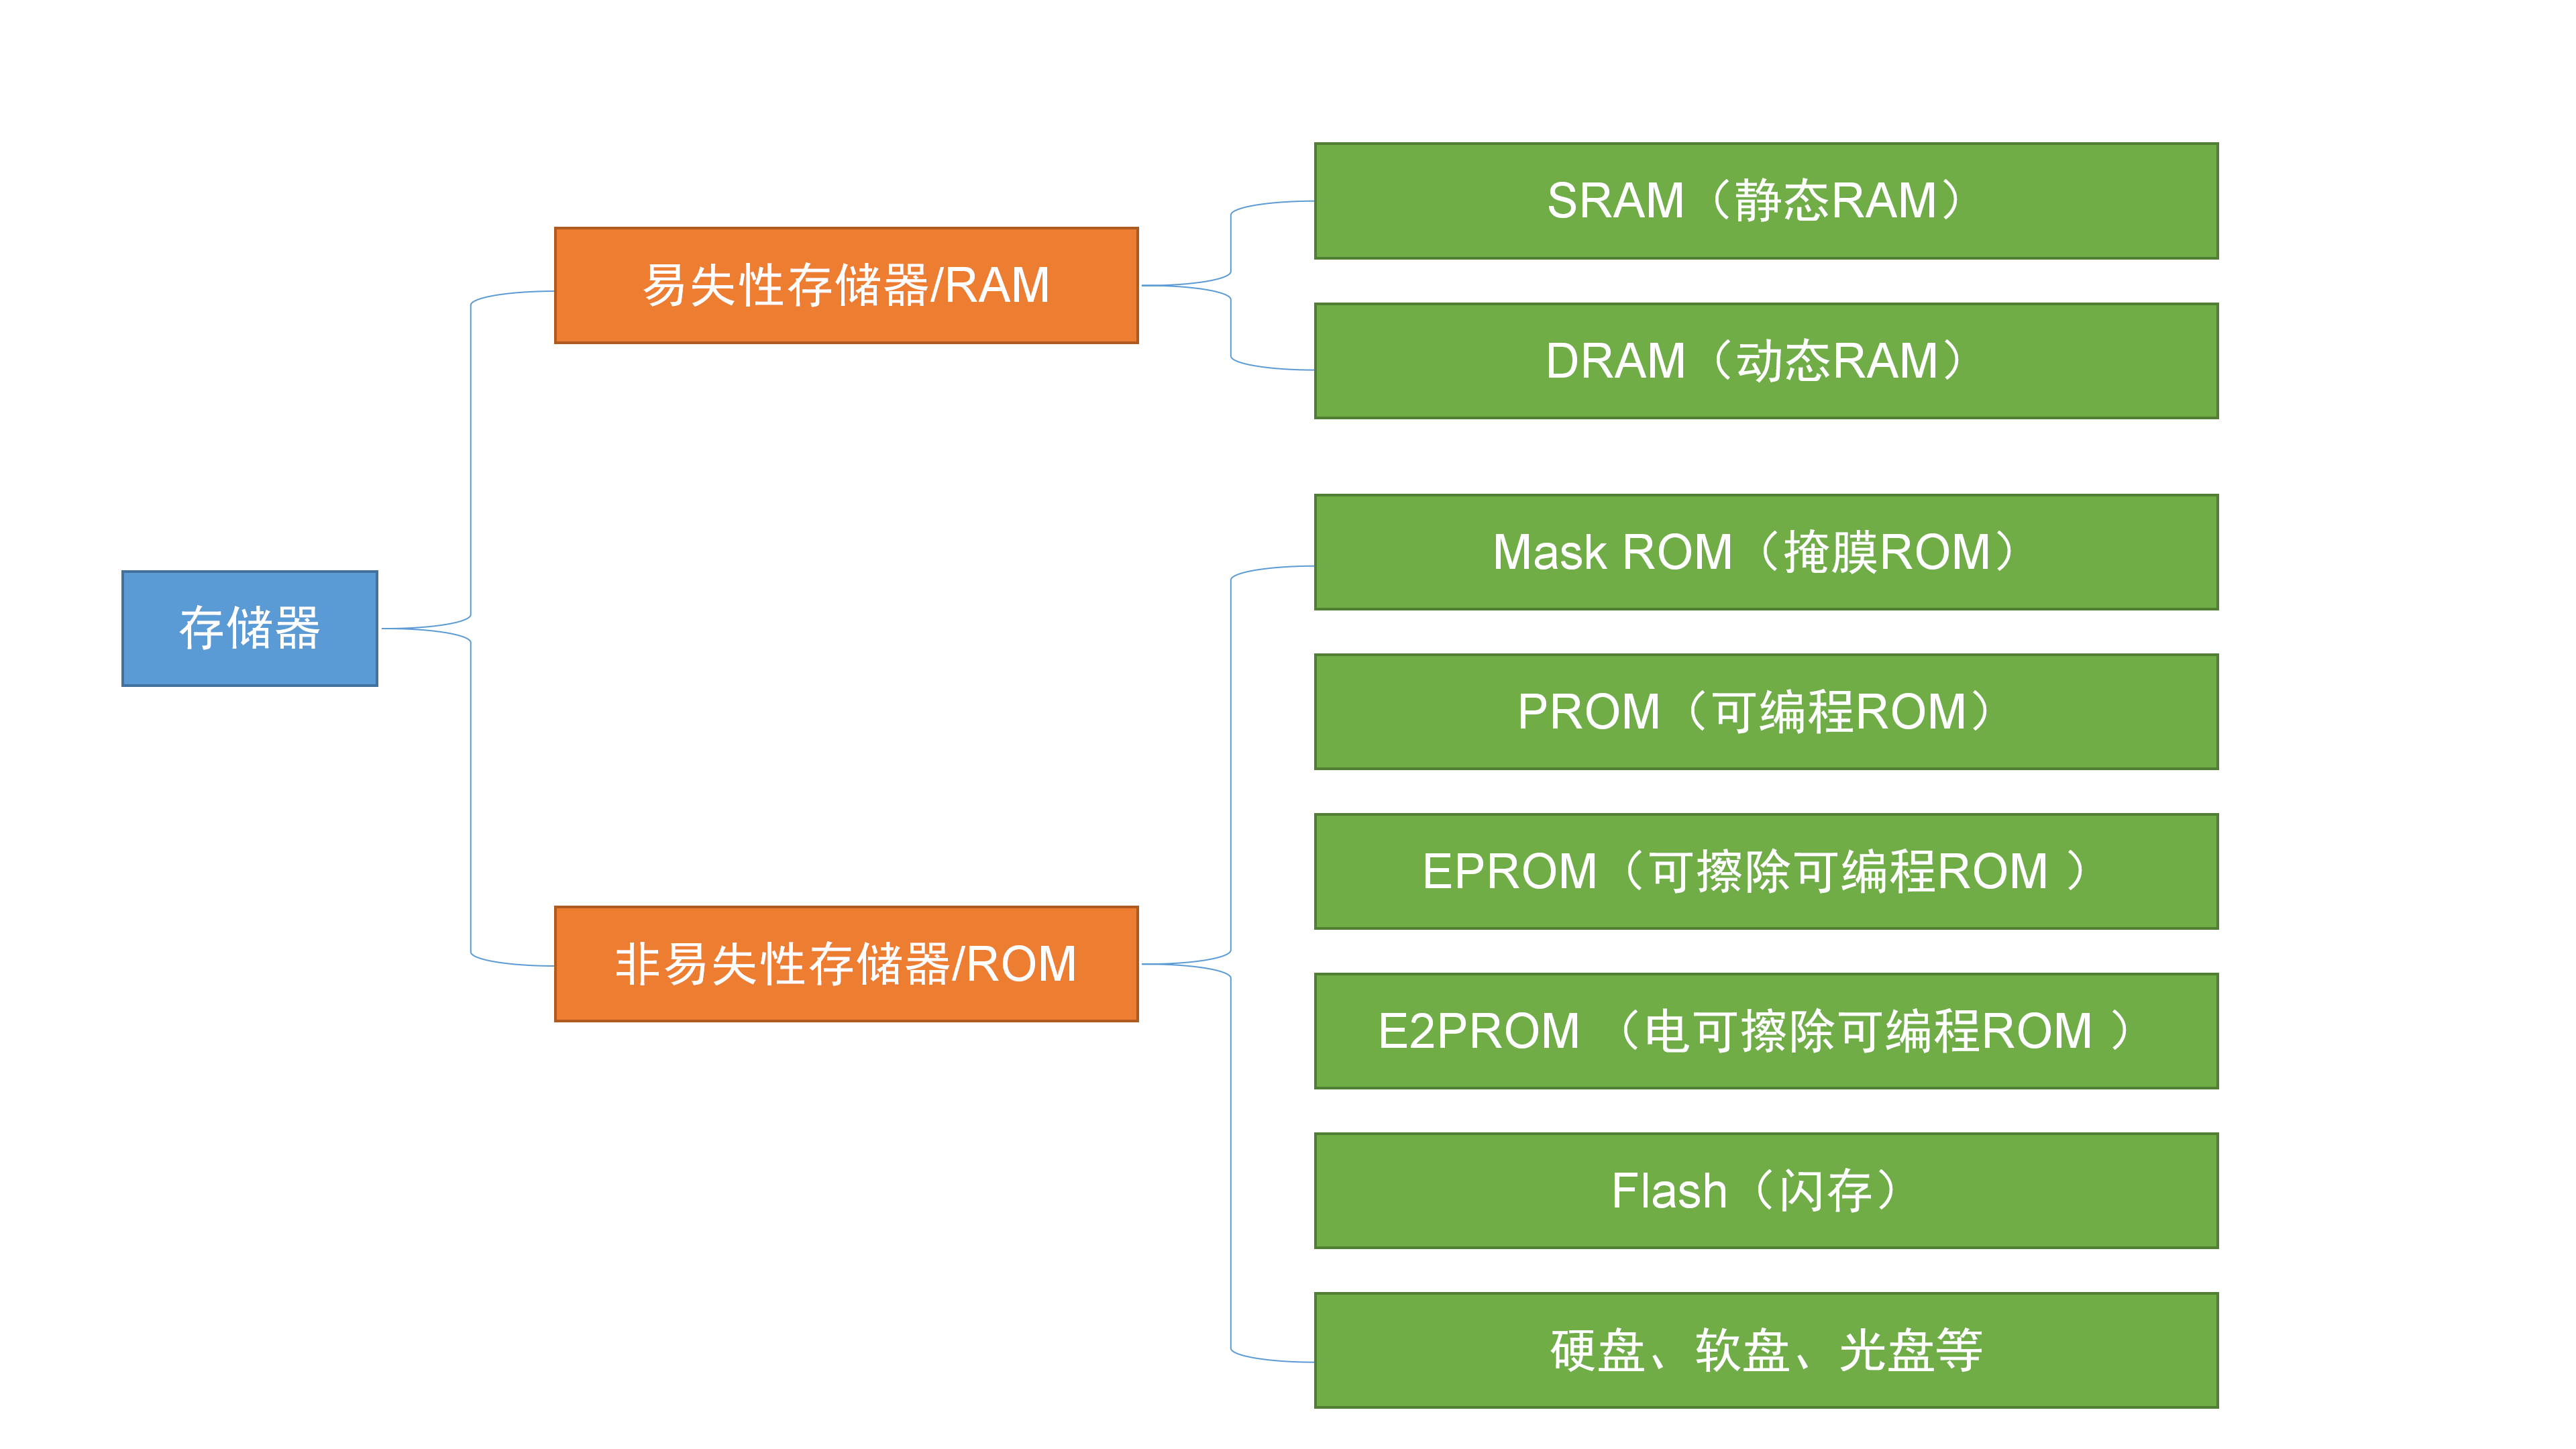 SRAM（静态RAM）
易失性存储器/RAM
DRAM（动态RAM）
Mask ROM（掩膜ROM）
存储器
PROM（可编程ROM）
EPROM（可擦除可编程ROM ）
非易失性存储器/ROM
E2PROM （电可擦除可编程ROM ）
Flash（闪存）
硬盘、软盘、光盘等